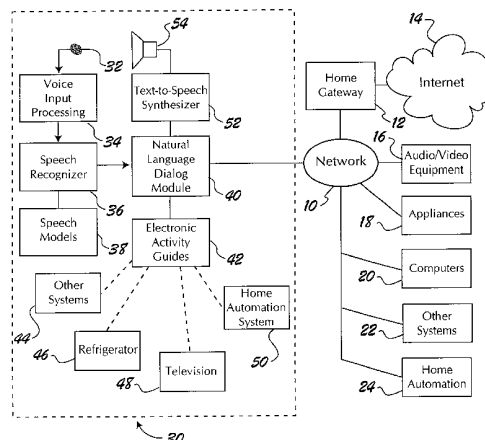 54
32
Voice
Input
Processing
34
Text-to-Speech
Synthesizer
52
Speech
Recognizer
36
Natural
Language
Dialog
Module
40
Speech
Models
38
Electronic
Activity
Guides
42
Other
Systems
44
Refrigerator
46
Television
48
Home
Automation
System
50
30
14
Internet
Home
Gateway
12
Network
10
16
Audio/Video
Equipment
Appliances
18
Computers
20
Other
Systems
22
Home
Automation
24